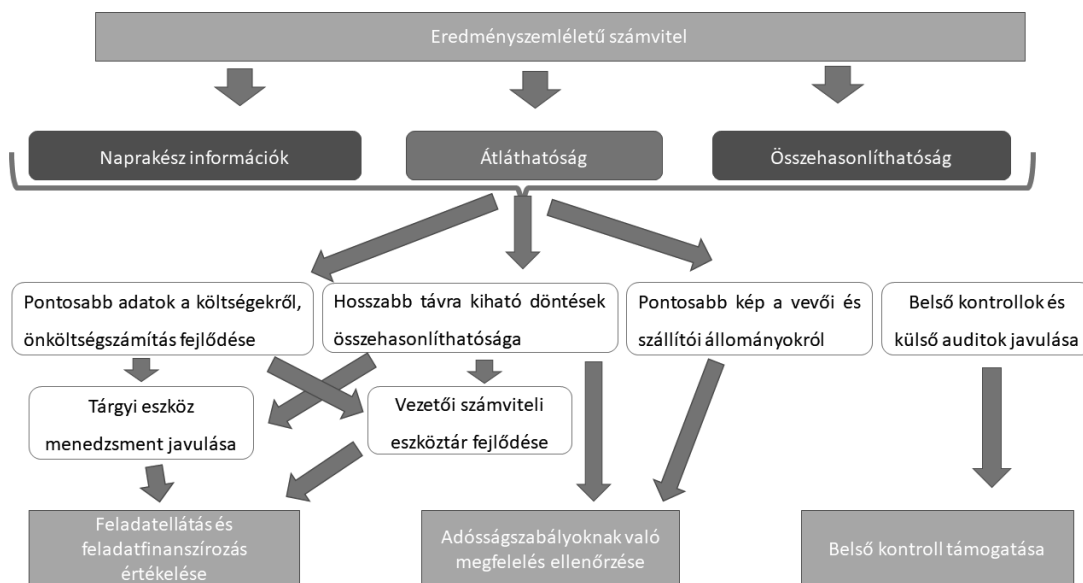 Eredményszemléletű számvitel
Naprakész információk
Átláthatóság
Összehasonlíthatóság
Pontosabb adatok a költségekről,
önköltségszámítás fejlődése
Hosszabb távra kiható döntések
összehasonlíthatósága
Pontosabb kép a vevői és
szállítói állományokról
Belső kontrollok és
külső auditok javulása
Tárgyi eszköz
menedzsment javulása
Vezetői számviteli
eszköztár fejlődése
Feladatellátás és
feladatfinanszírozás
értékelése
Adósságszabályoknak való
megfelelés ellenőrzése
Belső kontroll támogatása